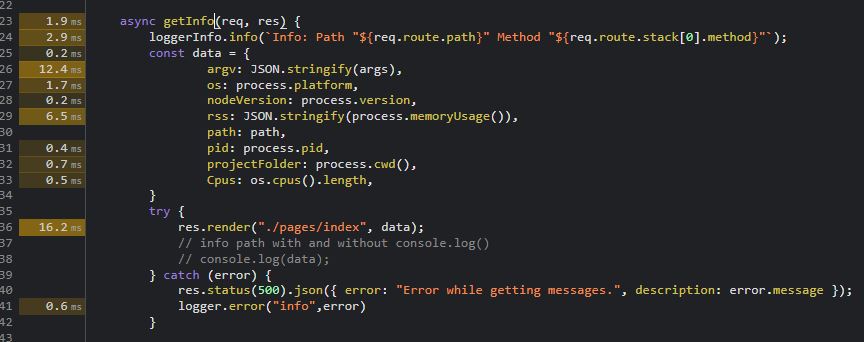 22
23 1.9 ms async getInfo(req, res) {
24 2.9 ms loggerInfo.info(`Info: Path "${req.route.path}" Method "${req.route.stack[0].method}"`);
25 0.2 ms const data = {
26 12.4 ms argv: JSON.stringify(args),
27 1.7 ms os: process.platform,
28 0.2 ms nodeVersion: process.version,
29 6.5 ms rss: JSON.stringify(process.memoryUsage()),
30 path: path,
31 0.4 ms pid: process.pid,
32 0.7 ms projectFolder: process.cwd(),
33 0.5 ms Cpus: os.cpus().length,
34 }
35 try {
36 16.2 ms res.render("./pages/index", data);
37 // info path with and without console.log()
38 // console.log(data);
39 } catch (error) {
40 res.status(500).json({ error: "Error while getting messages.", description: error.message });
41 0.6 ms logger.error("info",error)
42 }
43